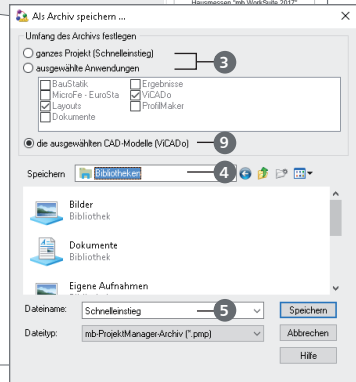 Hausmessen "mb WorkSuite 2017"
Als Archiv speichern ...
Umfang des Archivs festlegen
ganzes Projekt (Schnelleinstieg)
ausgewählte Anwendungen
3
BauStatik
Ergebnisse
MicroFe - EuroSta
ViCADo
Layouts
ProfilMaker
Dokumente
die ausgewählten CAD-Modelle (ViCADo)
9
Speichern
Bibliotheken
4
Bilder
Bibliothek
Dokumente
Bibliothek
Eigene Aufnahmen
Dateiname:
Schnelleinstieg
5
Speichern
Dateityp:
mb-ProjektManager-Archiv (*.pmp)
Abbrechen
Hilfe